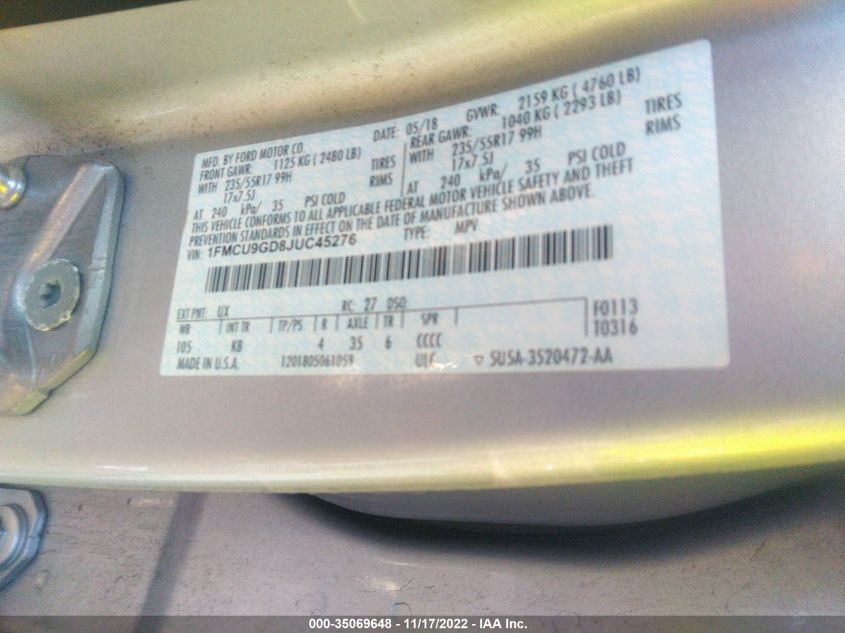 MFD. BY FORD MOTOR CO.
DATE: 05/18
GVWR: 2159 KG ( 4760 LB)
FRONT GAWR: 1125 KG ( 2480 LB)
REAR GAWR: 1040 KG ( 2293 LB)
WITH 235/55R17 99H TIRES
WITH 235/55R17 99H TIRES
17x7.5J RIMS
17x7.5J RIMS
AT 240 kPa/ 35 PSI COLD
AT 240 kPa/ 35 PSI COLD
THIS VEHICLE CONFORMS TO ALL APPLICABLE FEDERAL MOTOR VEHICLE SAFETY AND THEFT
PREVENTION STANDARDS IN EFFECT ON THE DATE OF MANUFACTURE SHOWN ABOVE.
VIN: 1FMCU9GD8JUC45276 TYPE: MPV
EXT PNT: UX RC: 27 DSO:
WB INT TR TP/PS R AXLE TR SPR
105 KB 4 35 6 CCCC
F0113
T0316
MADE IN U.S.A. 1201805061059 ULC 5U5A-3520472-AA
000-35069648 - 11/17/2022 - IAA Inc.